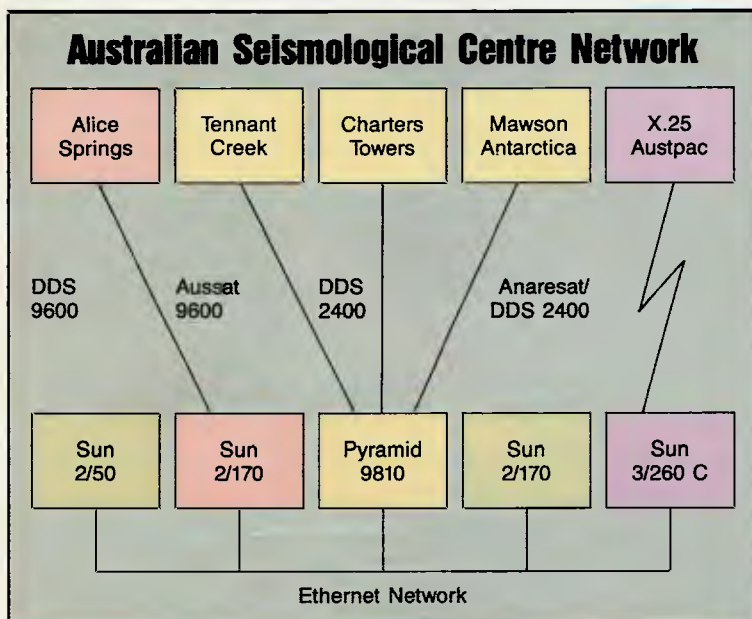 Australian Seismological Centre Network
Alice
Springs
Tennant
Creek
Charters
Towers
Mawson
Antarctica
X.25
Austpac
DDS
9600
Aussat
9600
DDS
2400
Anaresat/
DDS 2400
Sun
2/50
Sun
2/170
Pyramid
9810
Sun
2/170
Sun
3/260 C
Ethernet Network